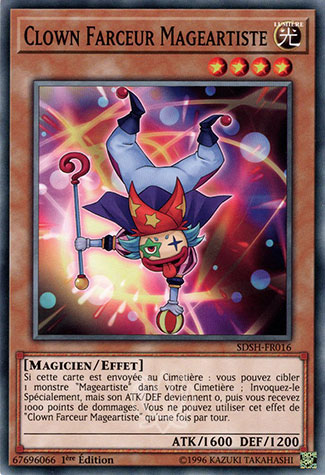 Clown Farceur Mageartiste
LUMIÈRE
光
SDSH-FR016
[Magicien/Effet]
Si cette carte est envoyée au Cimetière : vous pouvez cibler
1 monstre "Mageartiste" dans votre Cimetière ; Invoquez-le
Spécialement, mais son ATK/DEF deviennent 0, puis vous recevez
1000 points de dommages. Vous ne pouvez utiliser cet effet de
"Clown Farceur Mageartiste" qu'une fois par tour.
ATK/1600 DEF/1200
67696066 1ère Édition ©1996 KAZUKI TAKAHASHI